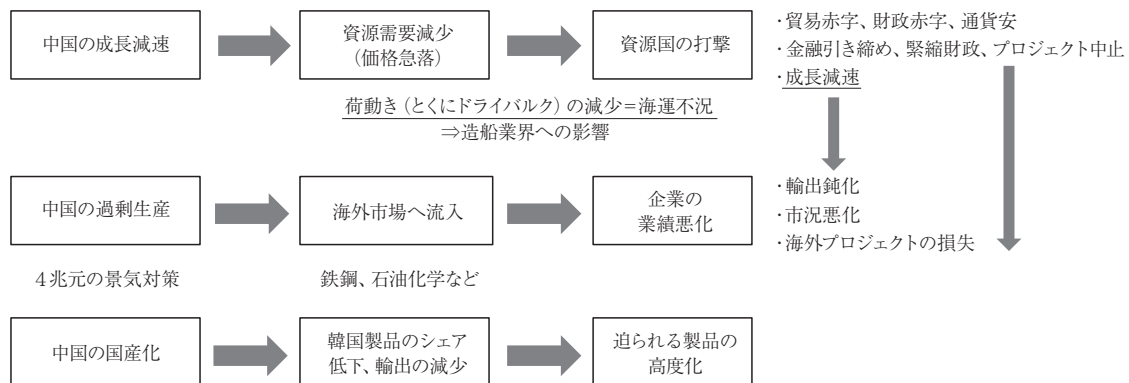 中国の成長減速
資源需要減少
（価格急落）
資源国の打撃
・貿易赤字、財政赤字、通貨安
・金融引き締め、緊縮財政、プロジェクト中止
・成長減速
荷動き（とくにドライバルク）の減少＝海運不況
⇒造船業界への影響
中国の過剰生産
海外市場へ流入
企業の
業績悪化
・輸出鈍化
・市況悪化
・海外プロジェクトの損失
４兆元の景気対策
鉄鋼、石油化学など
中国の国産化
韓国製品のシェア
低下、輸出の減少
迫られる製品の
高度化